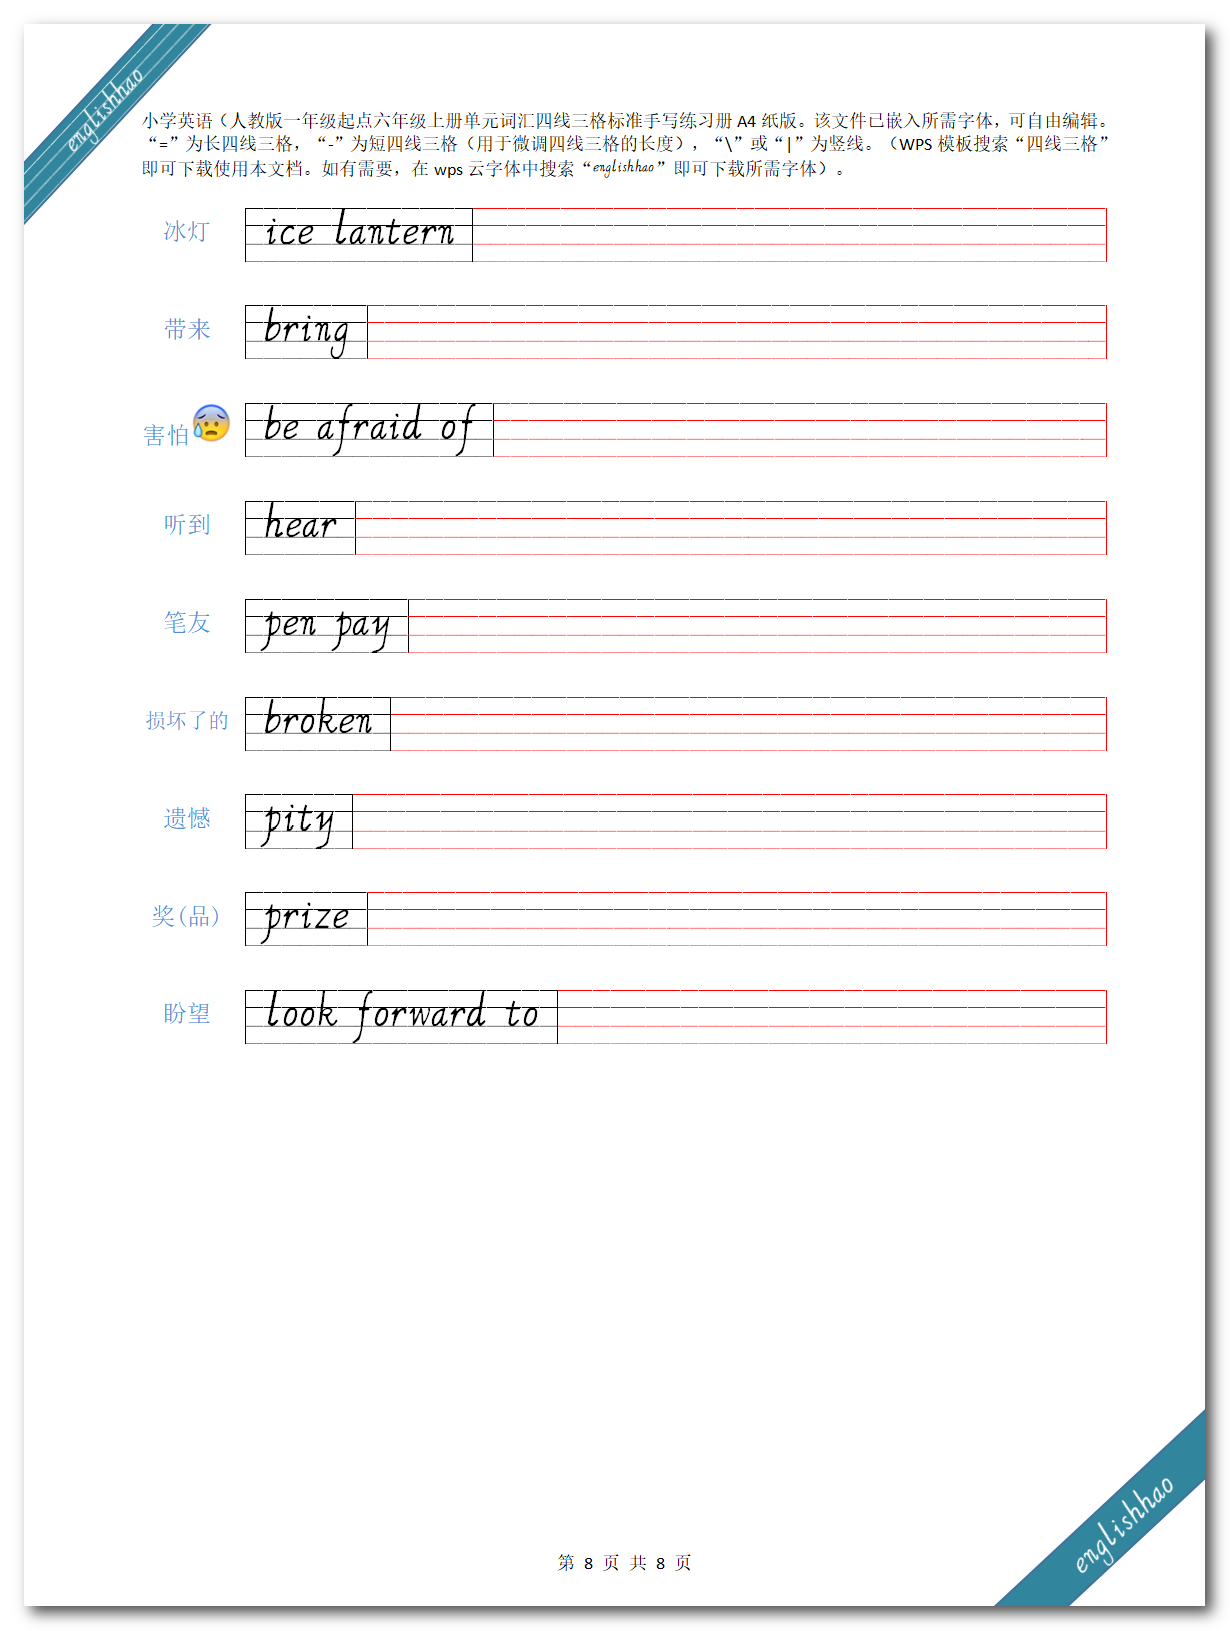 englishhao
小学英语（人教版一年级起点六年级上册单元词汇四线三格标准手写练习册 A4 纸版。该文件已嵌入所需字体，可自由编辑。
“=”为长四线三格，“-”为短四线三格（用于微调四线三格的长度），“\”或“|”为竖线。（WPS 模板搜索“四线三格”
即可下载使用本文档。如有需要，在 wps 云字体中搜索“englishhao”即可下载所需字体）。
冰灯 ice lantern
带来 bring
害怕😰 be afraid of
听到 hear
笔友 pen pay
损坏了的 broken
遗憾 pity
奖(品) prize
盼望 look forward to
englishhao
第 8 页 共 8 页